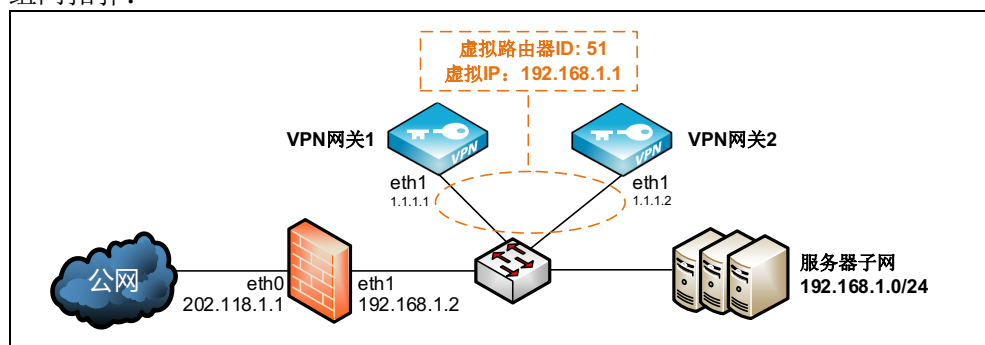 虚拟路由器ID: 51
虚拟IP：192.168.1.1
VPN网关1
VPN
VPN
VPN网关2
eth1
1.1.1.1
eth1
1.1.1.2
公网
eth0
202.118.1.1
eth1
192.168.1.2
服务器子网
192.168.1.0/24